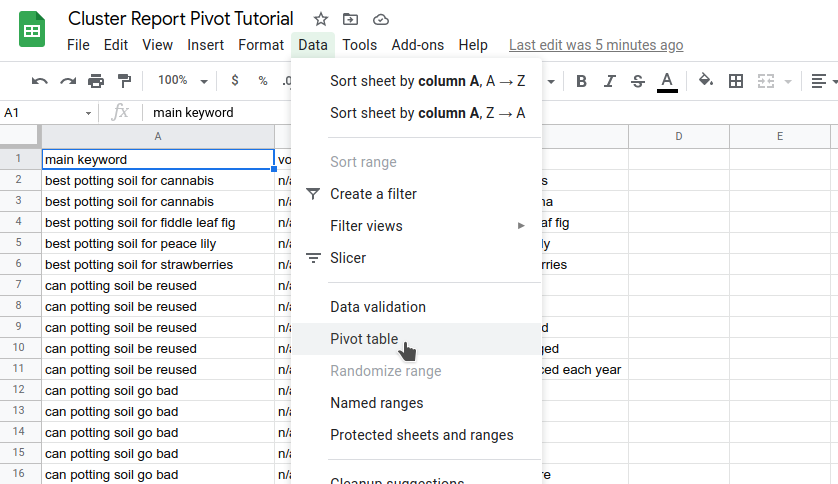 Cluster Report Pivot Tutorial
File Edit View Insert Format Data Tools Add-ons Help Last edit was 5 minutes ago
100% $ % .0 B I S A
A1 fx main keyword
A D E
Sort sheet by column A, A → Z
Sort sheet by column A, Z → A
Sort range
Create a filter
Filter views
Slicer
Data validation
Pivot table
Randomize range
Named ranges
Protected sheets and ranges
Cleanup suggestions
1 main keyword vo
2 best potting soil for cannabis n/a s
3 best potting soil for cannabis n/a na
4 best potting soil for fiddle leaf fig n/a af fig
5 best potting soil for peace lily n/a ly
6 best potting soil for strawberries n/a rries
7 can potting soil be reused n/a
8 can potting soil be reused n/a
9 can potting soil be reused n/a d
10 can potting soil be reused n/a ged
11 can potting soil be reused n/a ced each year
12 can potting soil go bad n/a
13 can potting soil go bad n/a
14 can potting soil go bad n/a
15 can potting soil go bad n/a
16 can potting soil go bad n/a re